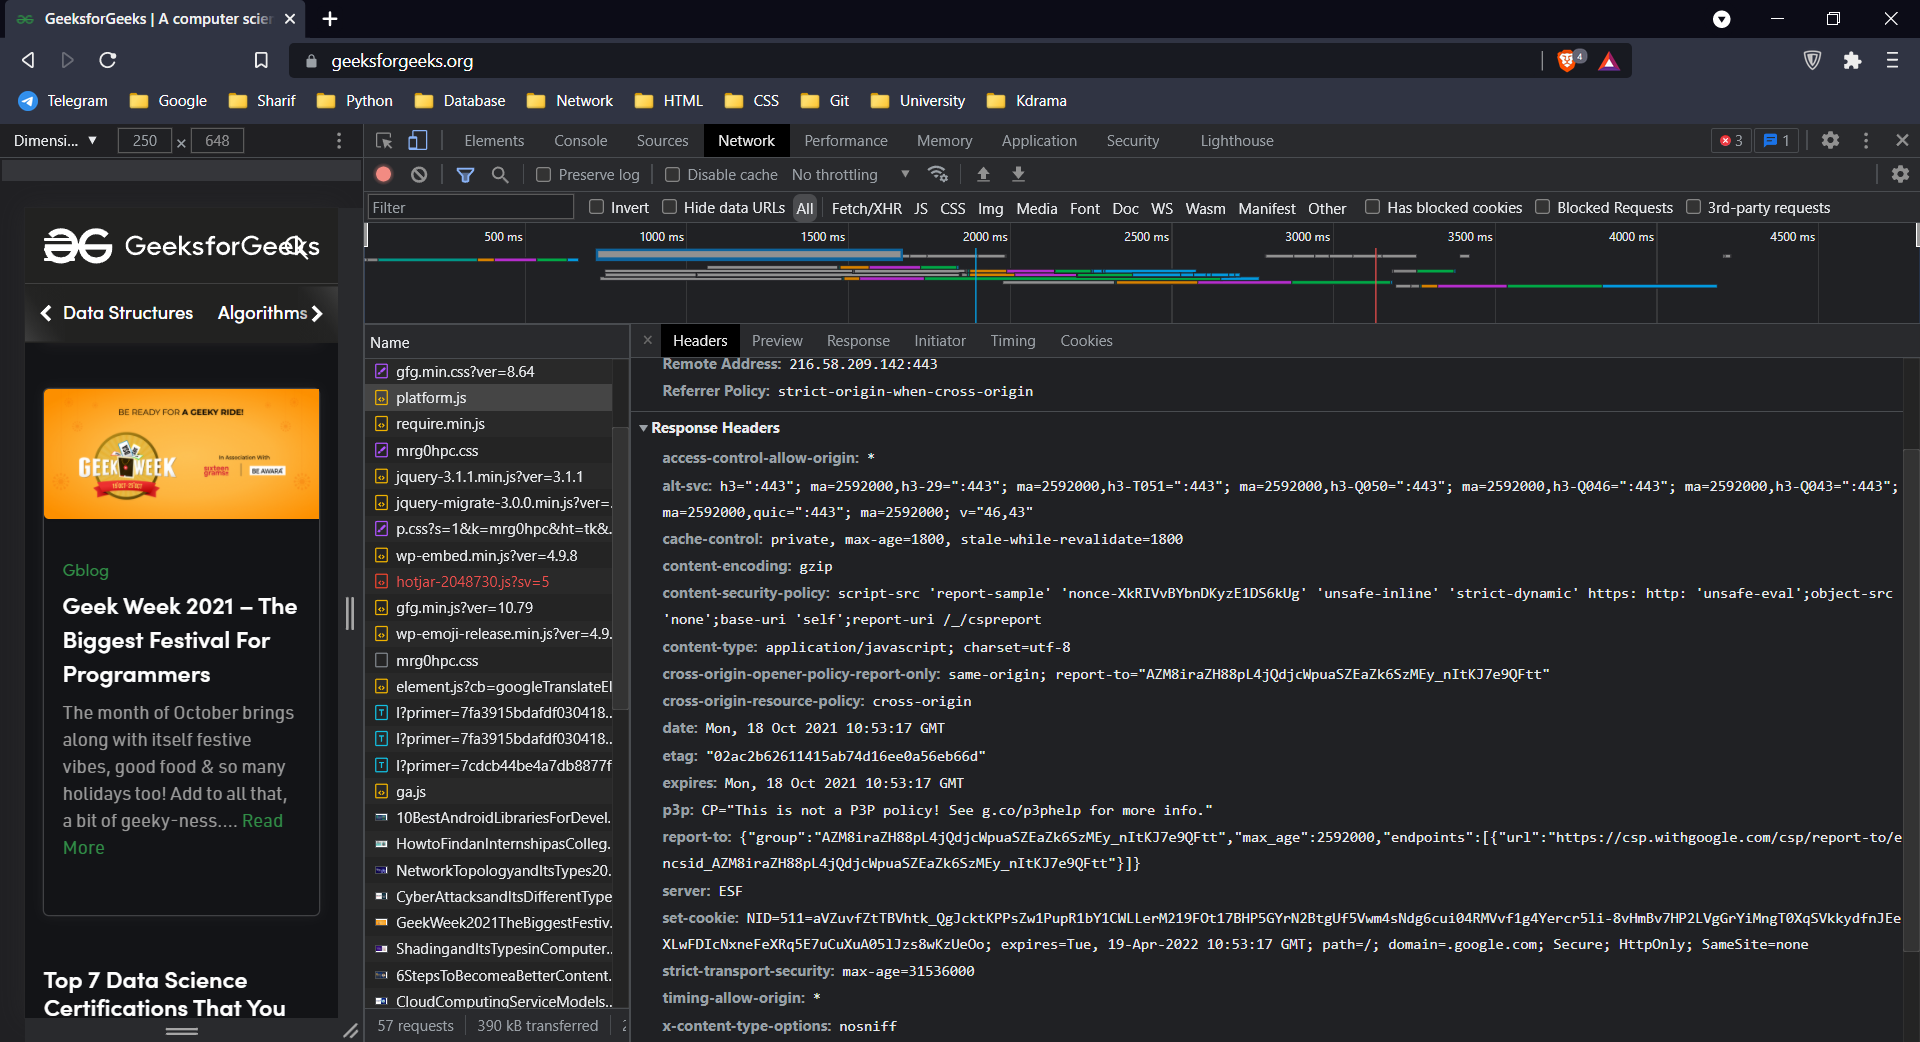 GeeksforGeeks | A computer scie
geeksforgeeks.org
4
Telegram Google Sharif Python Database Network HTML CSS Git University Kdrama
Dimensi... 250 × 648
Elements Console Sources Network Performance Memory Application Security Lighthouse 3 1
Preserve log Disable cache No throttling
Filter Invert Hide data URLs All Fetch/XHR JS CSS Img Media Font Doc WS Wasm Manifest Other Has blocked cookies Blocked Requests 3rd-party requests
500 ms 1000 ms 1500 ms 2000 ms 2500 ms 3000 ms 3500 ms 4000 ms 4500 ms
GeeksforGeeks
Data Structures Algorithms
BE READY FOR A GEEKY RIDE!
GEEK WEEK
In Association With
sixteen
BE AWARA
Gblog
Geek Week 2021 – The
Biggest Festival For
Programmers
The month of October brings
along with itself festive
vibes, good food & so many
holidays too! Add to all that,
a bit of geeky-ness.... Read
More
Top 7 Data Science
Certifications That You
Name
gfg.min.css?ver=8.64
platform.js
require.min.js
mrg0hpc.css
jquery-3.1.1.min.js?ver=3.1.1
jquery-migrate-3.0.0.min.js?ver=.
p.css?s=1&k=mrg0hpc&ht=tk&.
wp-embed.min.js?ver=4.9.8
hotjar-2048730.js?sv=5
gfg.min.js?ver=10.79
wp-emoji-release.min.js?ver=4.9.
mrg0hpc.css
element.js?cb=googleTranslateEl
l?primer=7fa3915bdafdf030418..
l?primer=7fa3915bdafdf030418..
l?primer=7cdcb44be4a7db8877f
ga.js
10BestAndroidLibrariesForDevel.
HowtoFindanInternshipasColleg.
NetworkTopologyandItsTypes20.
CyberAttacksandItsDifferentType
GeekWeek2021TheBiggestFestiv.
ShadingandItsTypesinComputer..
6StepsToBecomeaBetterContent.
CloudComputingServiceModels..
57 requests 390 kB transferred
Headers Preview Response Initiator Timing Cookies
Remote Address: 216.58.209.142:443
Referrer Policy: strict-origin-when-cross-origin
Response Headers
access-control-allow-origin: *
alt-svc: h3=":443"; ma=2592000,h3-29=":443"; ma=2592000,h3-T051=":443"; ma=2592000,h3-Q050=":443"; ma=2592000,h3-Q046=":443"; ma=2592000,h3-Q043=":443";
ma=2592000,quic=":443"; ma=2592000; v="46,43"
cache-control: private, max-age=1800, stale-while-revalidate=1800
content-encoding: gzip
content-security-policy: script-src 'report-sample' 'nonce-XkRIVvBYbnDKyzE1DS6kUg' 'unsafe-inline' 'strict-dynamic' https: http: 'unsafe-eval';object-src
'none';base-uri 'self';report-uri /_/cspreport
content-type: application/javascript; charset=utf-8
cross-origin-opener-policy-report-only: same-origin; report-to="AZM8iraZH88pL4jQdjcWpuaSZEaZk6SzMEy_nItKJ7e9QFtt"
cross-origin-resource-policy: cross-origin
date: Mon, 18 Oct 2021 10:53:17 GMT
etag: "02ac2b62611415ab74d16ee0a56eb66d"
expires: Mon, 18 Oct 2021 10:53:17 GMT
p3p: CP="This is not a P3P policy! See g.co/p3phelp for more info."
report-to: {"group":"AZM8iraZH88pL4jQdjcWpuaSZEaZk6SzMEy_nItKJ7e9QFtt","max_age":2592000,"endpoints":[{"url":"https://csp.withgoogle.com/csp/report-to/e
ncsid_AZM8iraZH88pL4jQdjcWpuaSZEaZk6SzMEy_nItKJ7e9QFtt"}]}
server: ESF
set-cookie: NID=511=aVZuvfZtTBVhtk_QgJcktKPPsZw1PupR1bY1CWLLerM219FOt17BHP5GYrN2BtgUf5Vwm4sNdg6cui04RMVvf1g4Yercr5li-8vHmBv7HP2LVgGrYiMngT0XqSVkkydfnJEe
XLwFDIcNxneFeXRq5E7uCuXuA05lJzs8wKzUeOo; expires=Tue, 19-Apr-2022 10:53:17 GMT; path=/; domain=.google.com; Secure; HttpOnly; SameSite=none
strict-transport-security: max-age=31536000
timing-allow-origin: *
x-content-type-options: nosniff